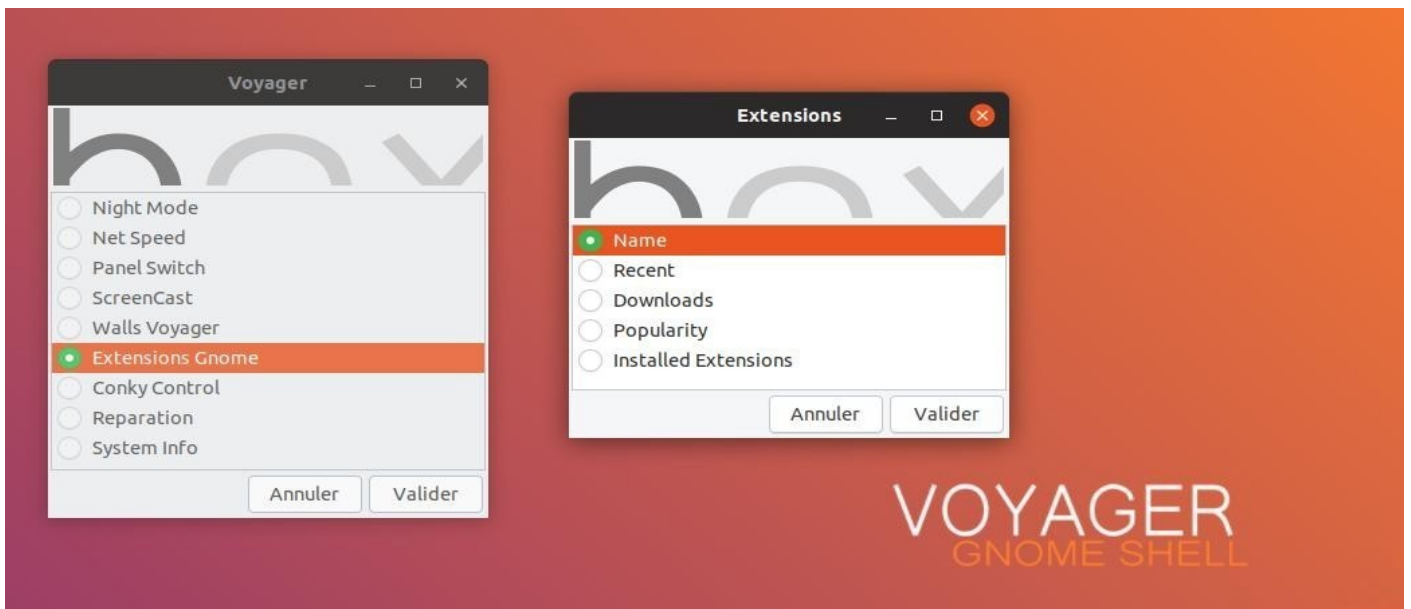 Voyager
Night Mode
Net Speed
Panel Switch
ScreenCast
Walls Voyager
Extensions Gnome
Conky Control
Reparation
System Info
Annuler
Valider
Extensions
Name
Recent
Downloads
Popularity
Installed Extensions
Annuler
Valider
VOYAGER
GNOME SHELL